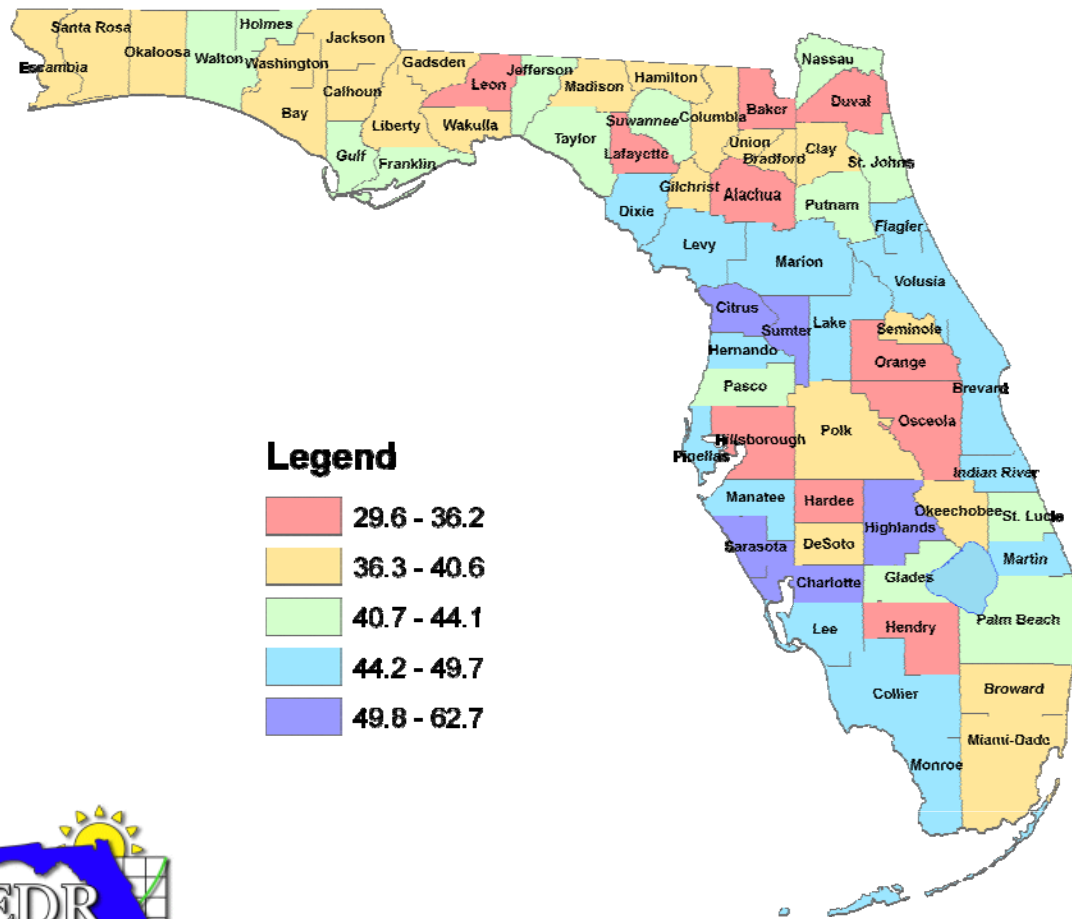 Santa Rosa
Holmes
Jackson
Okaloosa
Walton
Washington
Escambia
Gadsden
Jefferson
Leon
Madison
Hamilton
Nassau
Calhoun
Bay
Liberty
Wakulla
Suwannee
Columbia
Baker
Duval
Taylor
Lafayette
Union
Bradford
Clay
St. Johns
Gulf
Franklin
Gilchrist
Alachua
Putnam
Dixie
Flagler
Levy
Marion
Volusia
Citrus
Sumter
Lake
Seminole
Hernando
Orange
Pasco
Brevard
Osceola
Polk
Hillsborough
Pinellas
Indian River
Manatee
Hardee
Highlands
Okeechobee
St. Lucie
Sarasota
DeSoto
Martin
Charlotte
Glades
Palm Beach
Lee
Hendry
Collier
Broward
Miami-Dade
Monroe
Legend
29.6 - 36.2
36.3 - 40.6
40.7 - 44.1
44.2 - 49.7
49.8 - 62.7
EDR